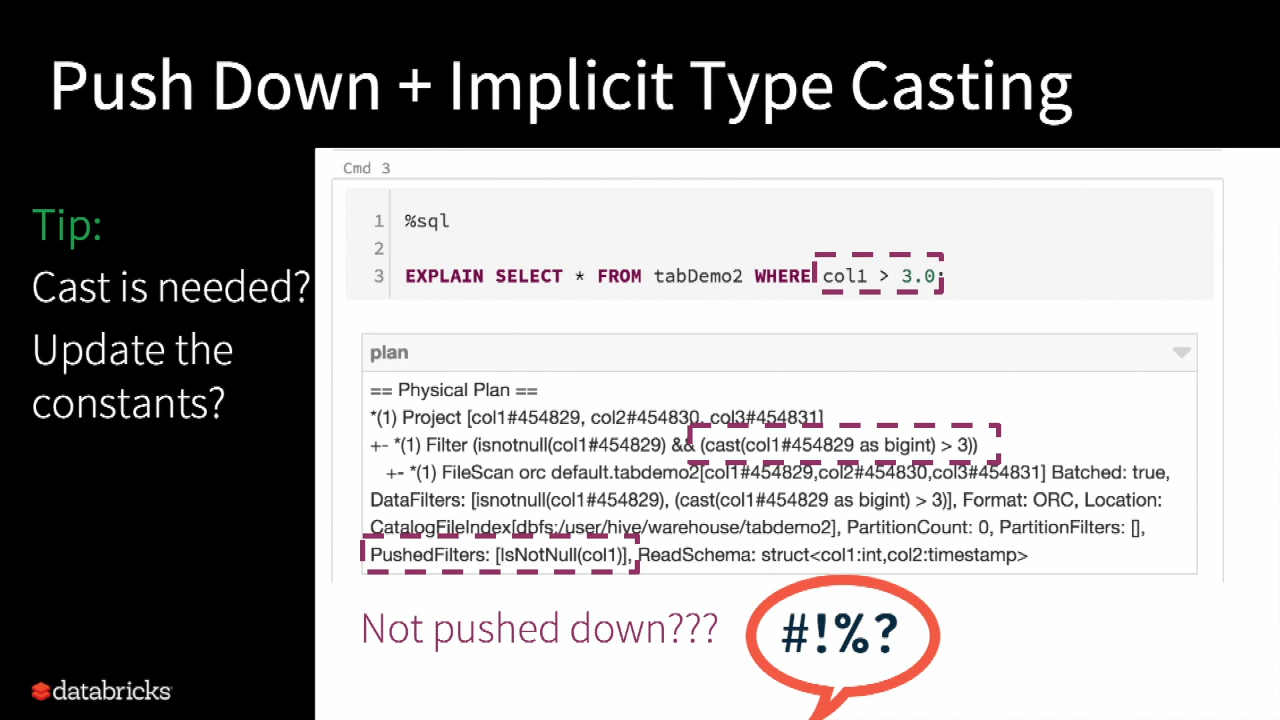 Push Down + Implicit Type Casting
Tip:
Cast is needed?
Update the
constants?
Cmd 3
1 %sql
2
3 EXPLAIN SELECT * FROM tabDemo2 WHERE col1 > 3.0;
plan
== Physical Plan ==
*(1) Project [col1#454829, col2#454830, col3#454831]
+- *(1) Filter (isnotnull(col1#454829) && (cast(col1#454829 as bigint) > 3))
+- *(1) FileScan orc default.tabdemo2[col1#454829,col2#454830,col3#454831] Batched: true,
DataFilters: [isnotnull(col1#454829), (cast(col1#454829 as bigint) > 3)], Format: ORC, Location:
CatalogFileIndex[dbfs:/user/hive/warehouse/tabdemo2], PartitionCount: 0, PartitionFilters: [],
PushedFilters: [IsNotNull(col1)], ReadSchema: struct<col1:int,col2:timestamp>
Not pushed down???
#!%?
databricks